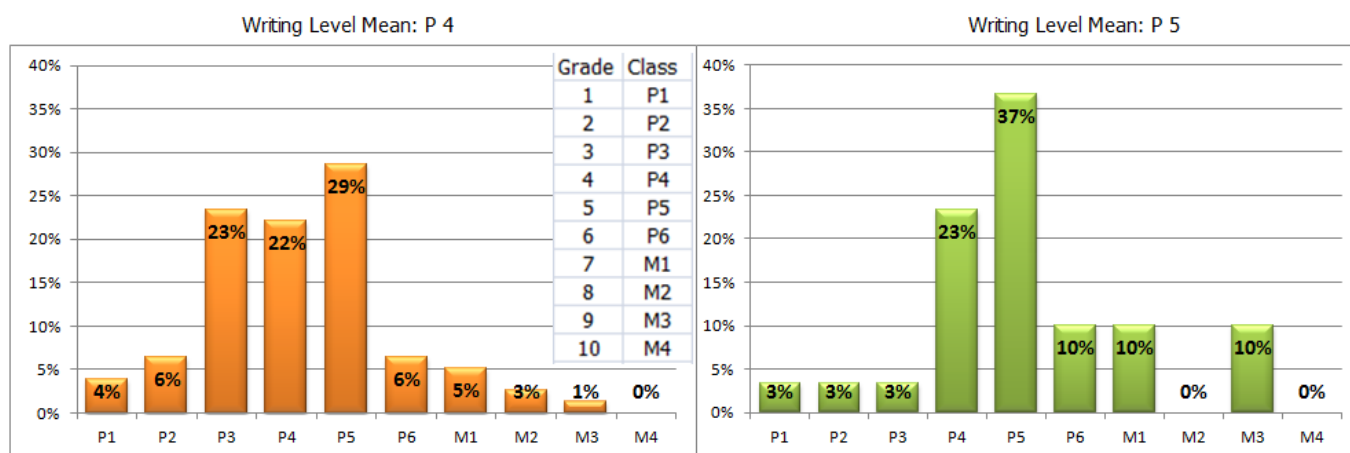 Writing Level Mean: P 4
40%
35%
30%
25%
20%
15%
10%
5%
0%
4%
6%
23%
22%
29%
6%
5%
3%
1%
0%
P1 P2 P3 P4 P5 P6 M1 M2 M3 M4
Grade Class
1 P1
2 P2
3 P3
4 P4
5 P5
6 P6
7 M1
8 M2
9 M3
10 M4
Writing Level Mean: P 5
40%
35%
30%
25%
20%
15%
10%
5%
0%
3%
3%
3%
23%
37%
10%
10%
0%
10%
0%
P1 P2 P3 P4 P5 P6 M1 M2 M3 M4